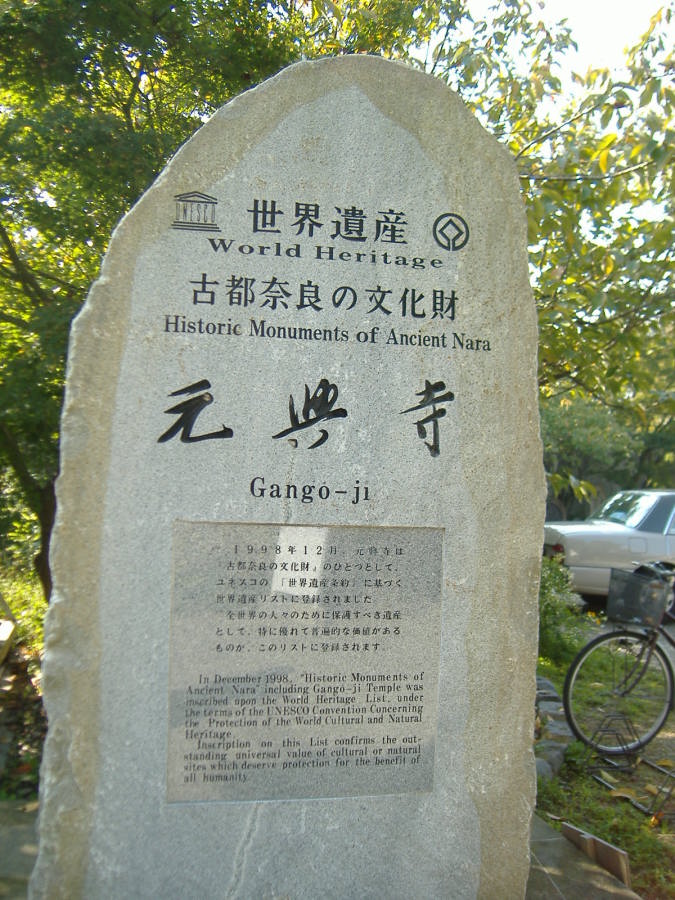 UNESCO
世界遺産
World Heritage
古都奈良の文化財
Historic Monuments of Ancient Nara
元興寺
Gangō-ji
1998年12月、元興寺は
『古都奈良の文化財』のひとつとして、
ユネスコの『世界遺産条約』に基づく
世界遺産リストに登録されました
全世界の人々のために保護すべき遺産
として、特に優れて普遍的な価値がある
ものが、このリストに登録されます。
In December 1998, "Historic Monuments of
Ancient Nara" including Gangō-ji Temple was
inscribed upon the World Heritage List, under
the terms of the UNESCO Convention Concerning
the Protection of the World Cultural and Natural
Heritage.
Inscription on this List confirms the out-
standing universal value of cultural or natural
sites which deserve protection for the benefit of
all humanity.